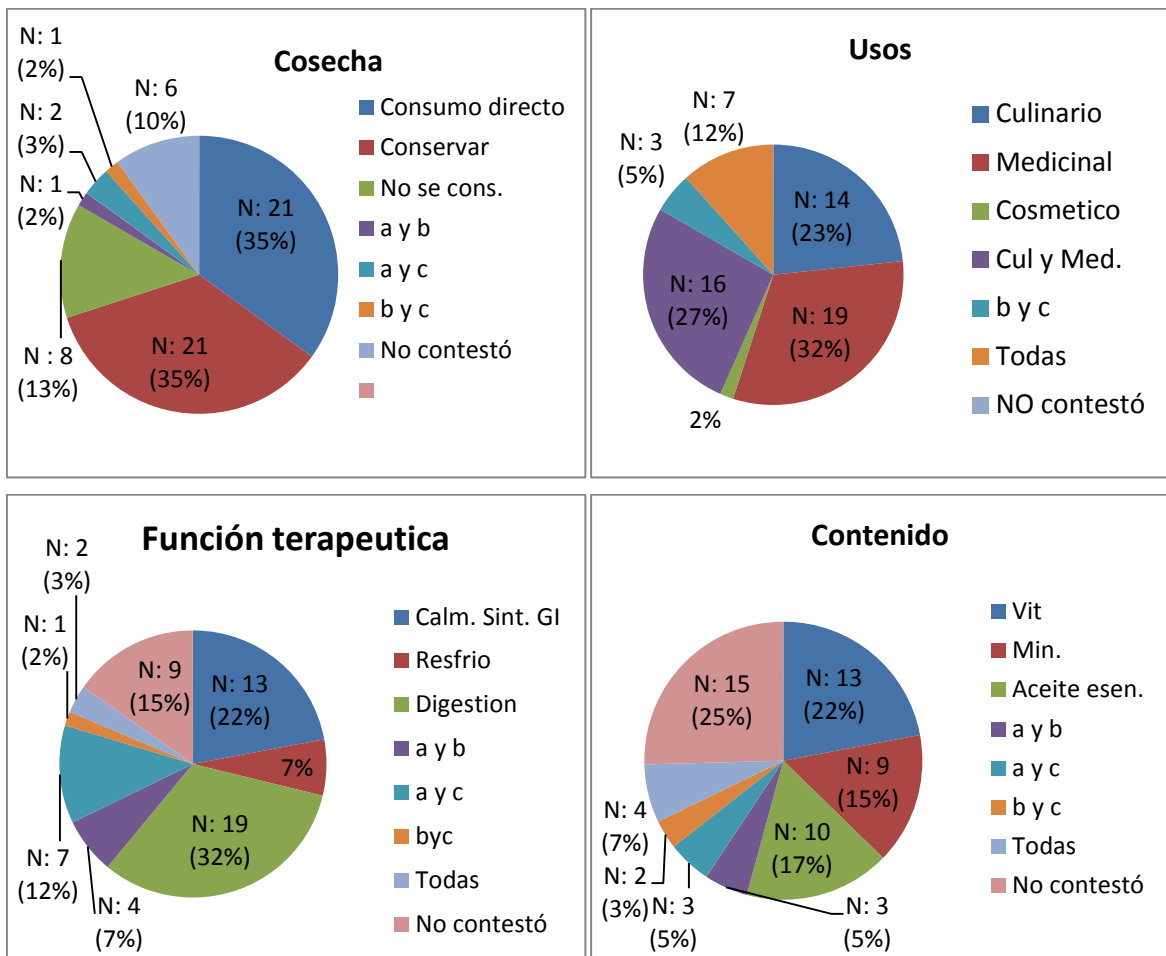 Cosecha
N: 1
(2%)
N: 2
(3%)
N: 1
(2%)
N : 8
(13%)
N: 6
(10%)
N: 21
(35%)
N: 21
(35%)
Consumo directo
Conservar
No se cons.
a y b
a y c
b y c
No contestó
Usos
N: 7
(12%)
N: 3
(5%)
N: 14
(23%)
N: 16
(27%)
N: 19
(32%)
2%
Culinario
Medicinal
Cosmetico
Cul y Med.
b y c
Todas
NO contestó
Función terapeutica
N: 2
(3%)
N: 1
(2%)
N: 9
(15%)
N: 13
(22%)
7%
N: 19
(32%)
N: 7
(12%)
N: 4
(7%)
Calm. Sint. GI
Resfrio
Digestion
a y b
a y c
byc
Todas
No contestó
Contenido
N: 15
(25%)
N: 13
(22%)
N: 9
(15%)
N: 10
(17%)
N: 4
(7%)
N: 2
(3%)
N: 3
(5%)
N: 3
(5%)
Vit
Min.
Aceite esen.
a y b
a y c
b y c
Todas
No contestó